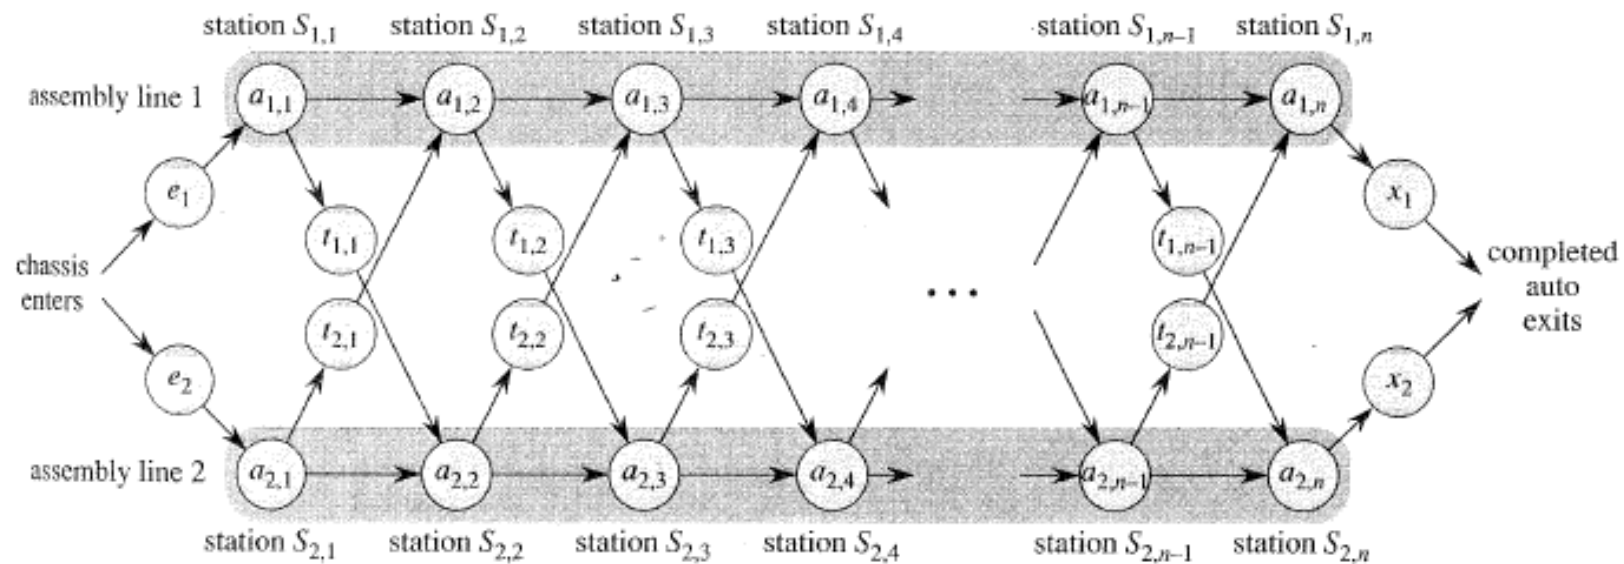 station S1,1 station S1,2 station S1,3 station S1,4 station S1,n–1 station S1,n
assembly line 1 a1,1 a1,2 a1,3 a1,4 a1,n–1 a1,n
e1 x1
t1,1 t1,2 t1,3 t1,n–1
chassis
enters
completed
auto
exits
...
t2,1 t2,2 t2,3 t2,n–1
e2 x2
assembly line 2 a2,1 a2,2 a2,3 a2,4 a2,n–1 a2,n
station S2,1 station S2,2 station S2,3 station S2,4 station S2,n–1 station S2,n